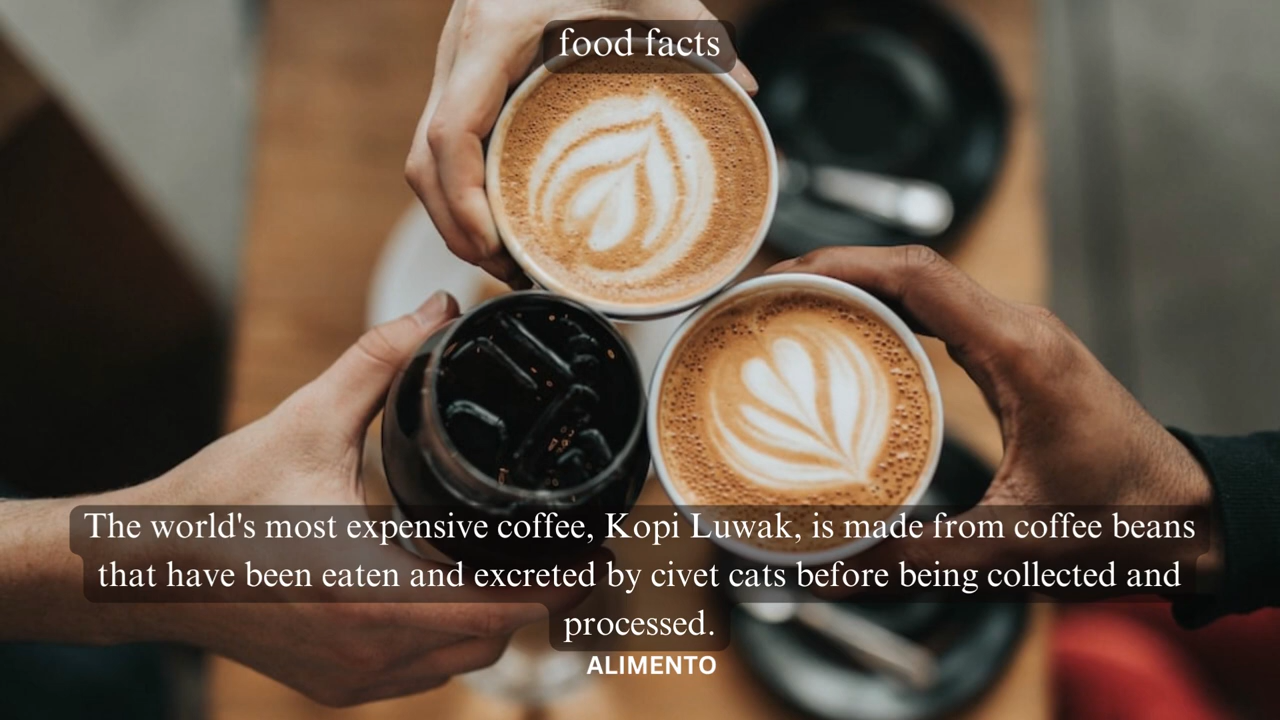 food facts
The world's most expensive coffee, Kopi Luwak, is made from coffee beans
that have been eaten and excreted by civet cats before being collected and
processed.
ALIMENTO